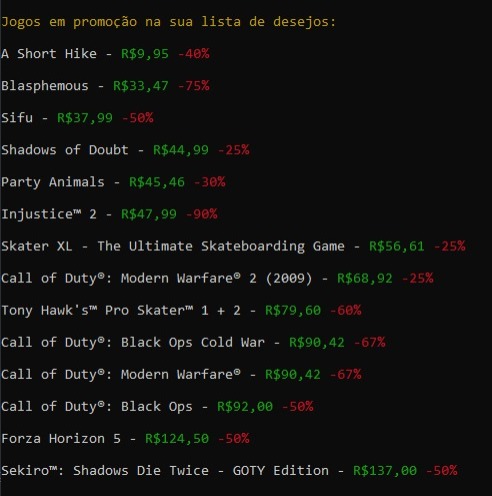 Jogos em promoção na sua lista de desejos:
A Short Hike - R$9,95 -40%
Blasphemous - R$33,47 -75%
Sifu - R$37,99 -50%
Shadows of Doubt - R$44,99 -25%
Party Animals - R$45,46 -30%
Injustice™ 2 - R$47,99 -90%
Skater XL - The Ultimate Skateboarding Game - R$56,61 -25%
Call of Duty®: Modern Warfare® 2 (2009) - R$68,92 -25%
Tony Hawk's™ Pro Skater™ 1 + 2 - R$79,60 -60%
Call of Duty®: Black Ops Cold War - R$90,42 -67%
Call of Duty®: Modern Warfare® - R$90,42 -67%
Call of Duty®: Black Ops - R$92,00 -50%
Forza Horizon 5 - R$124,50 -50%
Sekiro™: Shadows Die Twice - GOTY Edition - R$137,00 -50%